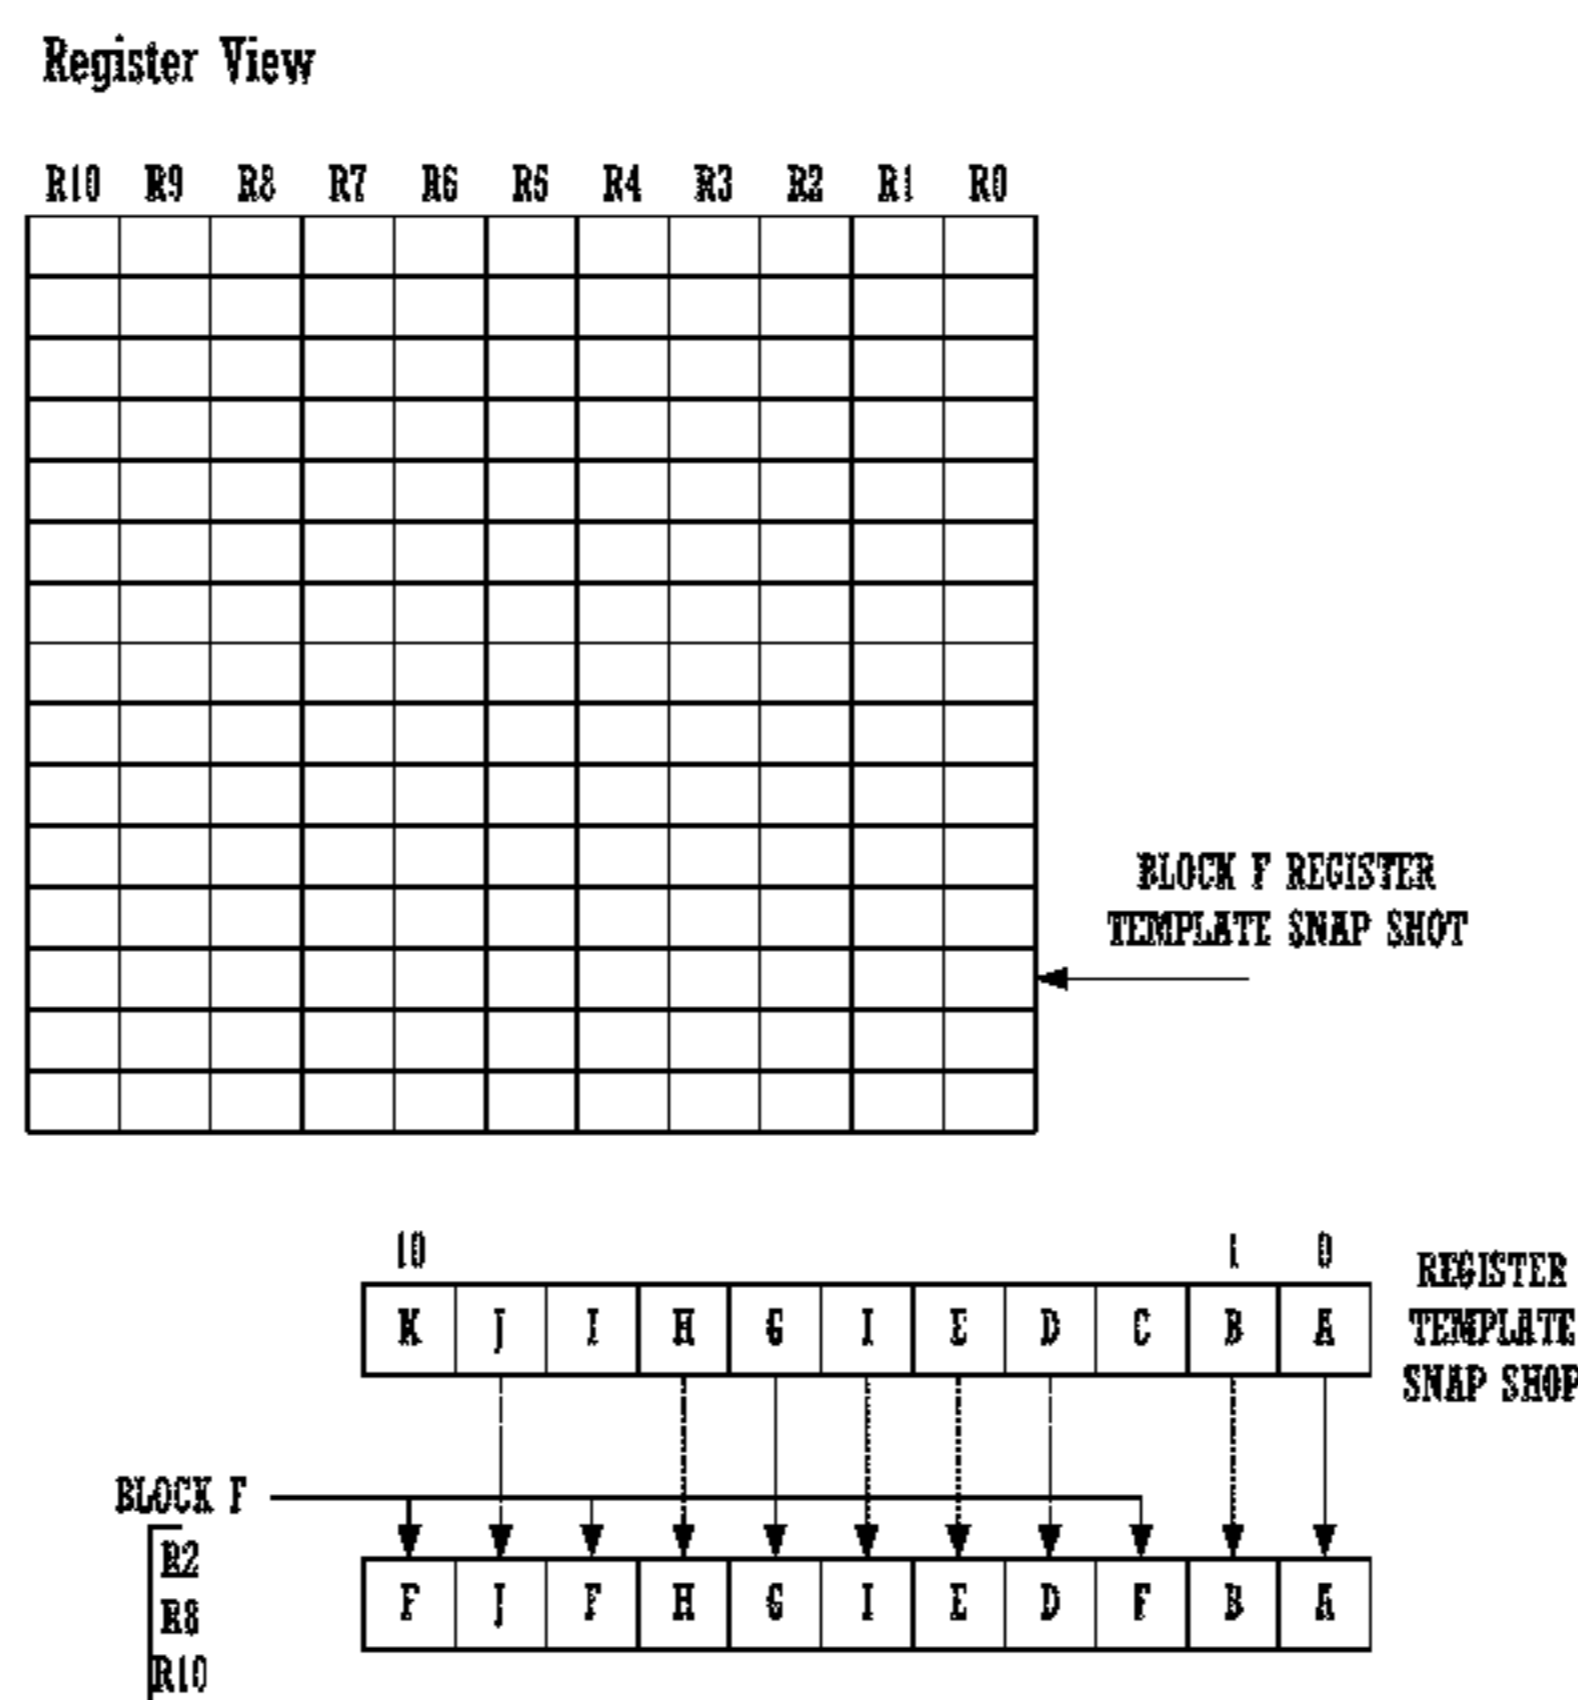 Register View
R10 R9 R8 R7 R6 R5 R4 R3 R2 R1 R0
BLOCK F REGISTER
TEMPLATE SNAP SHOT
10 1 0
REGISTER
TEMPLATE
SNAP SHOP
K J I H G I E D C B A
BLOCK F
R2
R8
R10
F J F H G I E D F B A